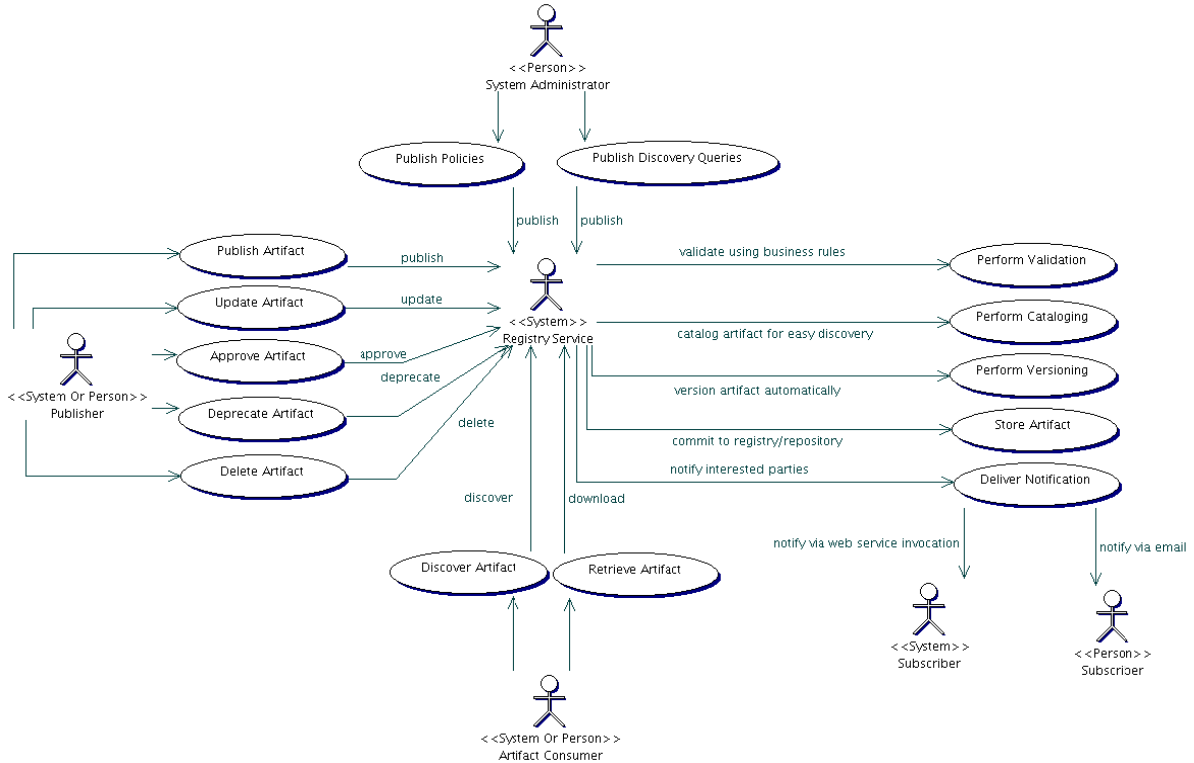 <<Person>>
System Administrator
Publish Policies
Publish Discovery Queries
publish
publish
Publish Artifact
publish
validate using business rules
Perform Validation
Update Artifact
update
<<System>>
Registry Service
catalog artifact for easy discovery
Perform Cataloging
Approve Artifact
approve
deprecate
version artifact automatically
Perform Versioning
<<System Or Person>>
Publisher
Deprecate Artifact
delete
commit to registry/repository
Store Artifact
Delete Artifact
notify interested parties
Deliver Notification
discover
download
notify via web service invocation
notify via email
Discover Artifact
Retrieve Artifact
<<System>>
Subscriber
<<Person>>
Subscriber
<<System Or Person>>
Artifact Consumer